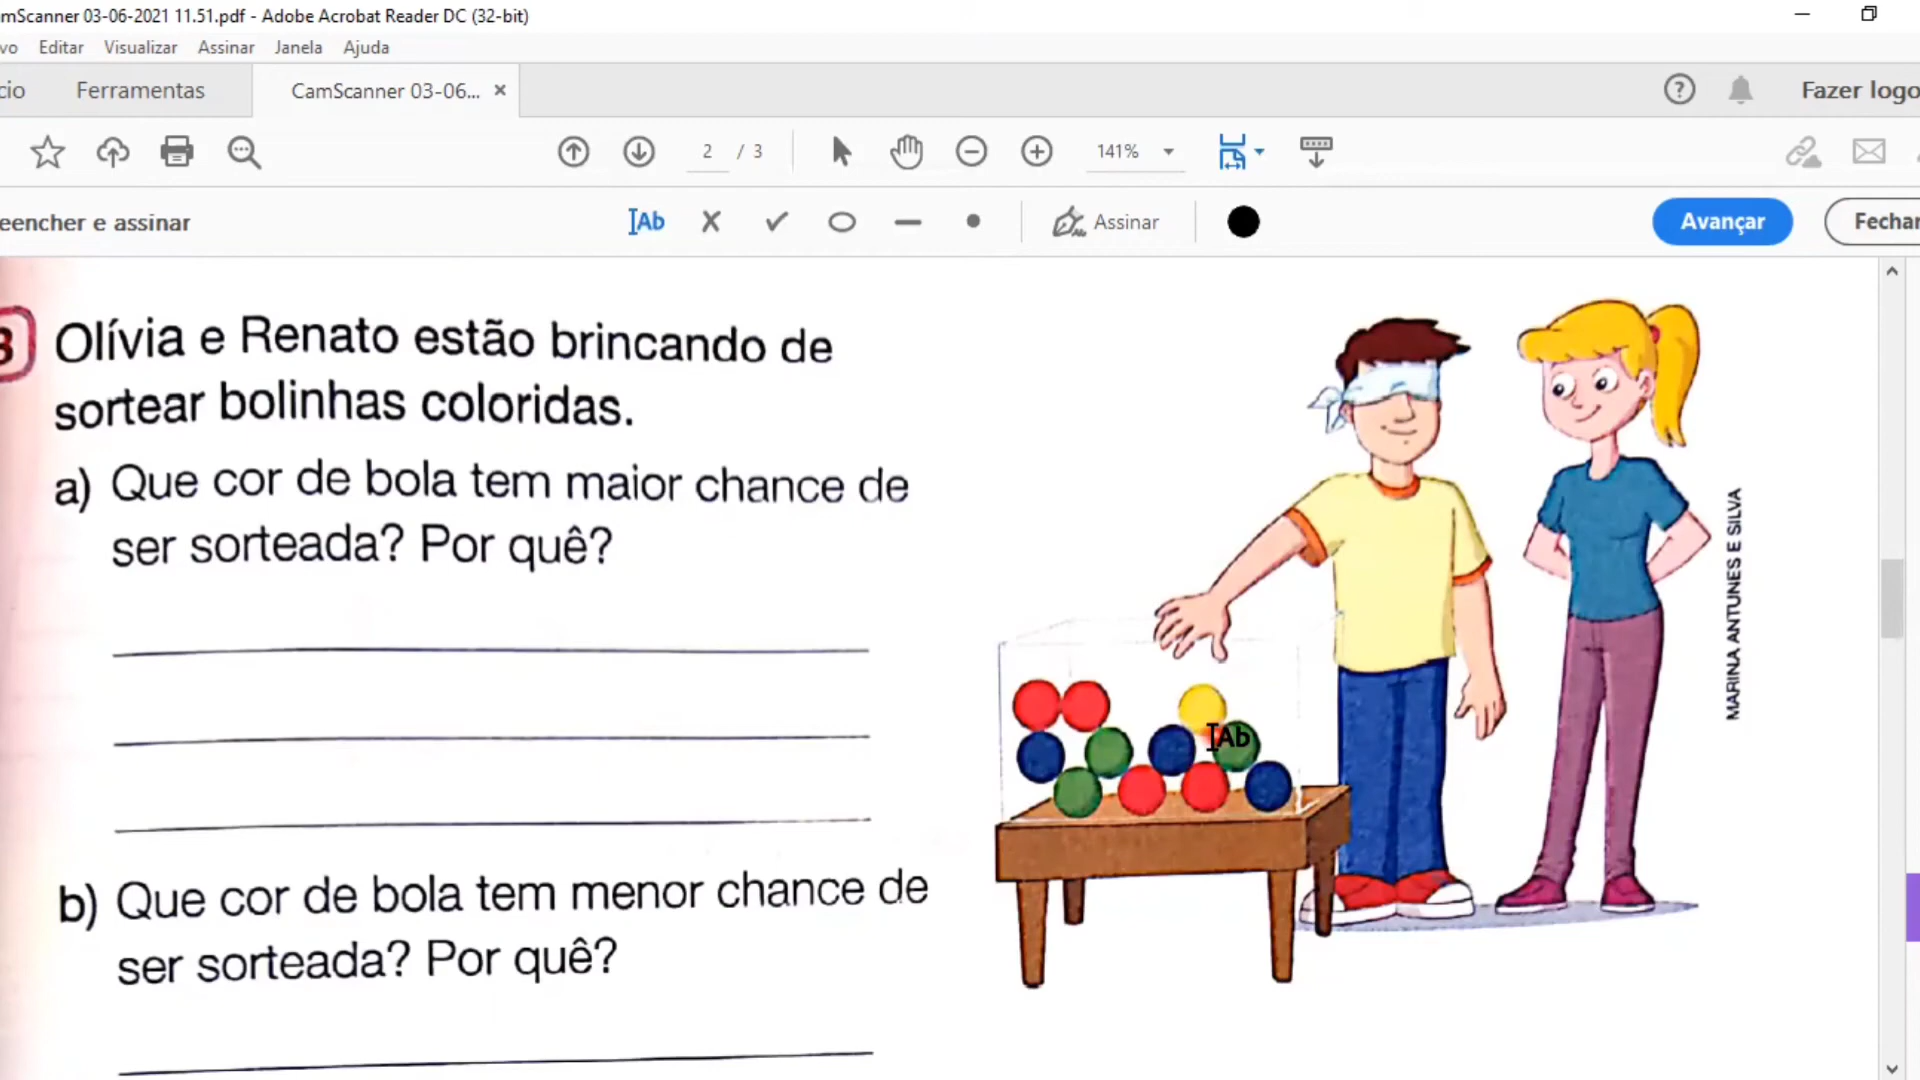 mScanner 03-06-2021 11.51.pdf - Adobe Acrobat Reader DC (32-bit)
vo Editar Visualizar Assinar Janela Ajuda
cio Ferramentas CamScanner 03-06... × ? Fazer logo
2 / 3 141%
eencher e assinar Ab Assinar Avançar Fechar
3 Olívia e Renato estão brincando de
sortear bolinhas coloridas.
a) Que cor de bola tem maior chance de
ser sorteada? Por quê?
b) Que cor de bola tem menor chance de
ser sorteada? Por quê?
Ab
MARINA ANTUNES E SILVA